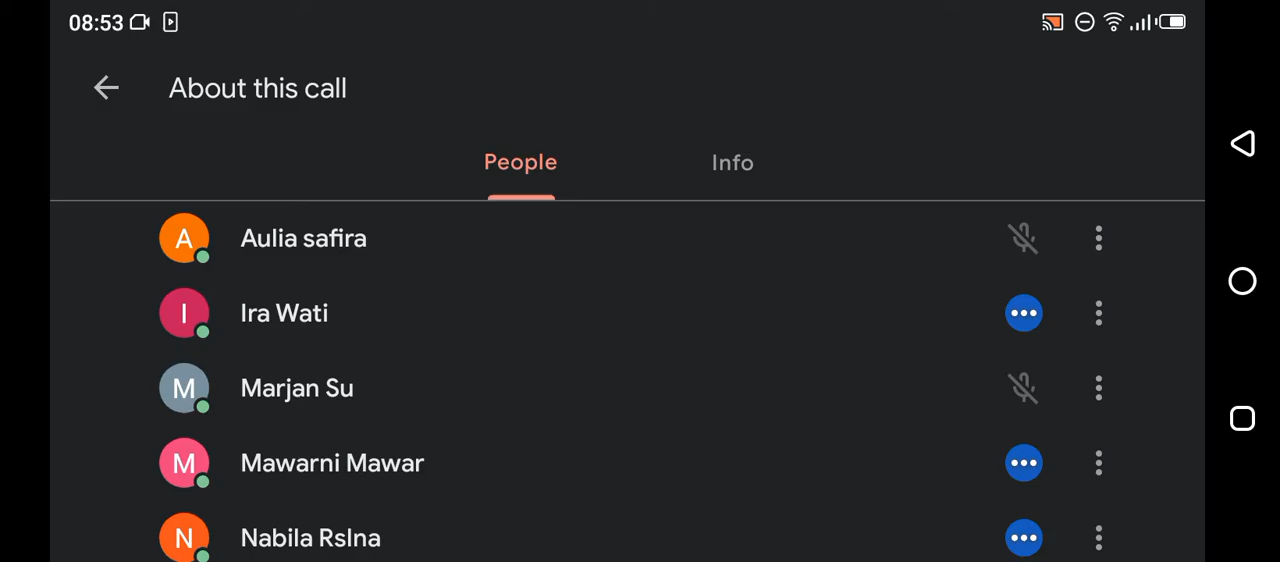 08:53
About this call
People Info
A Aulia safira
I Ira Wati
M Marjan Su
M Mawarni Mawar
N Nabila Rslna